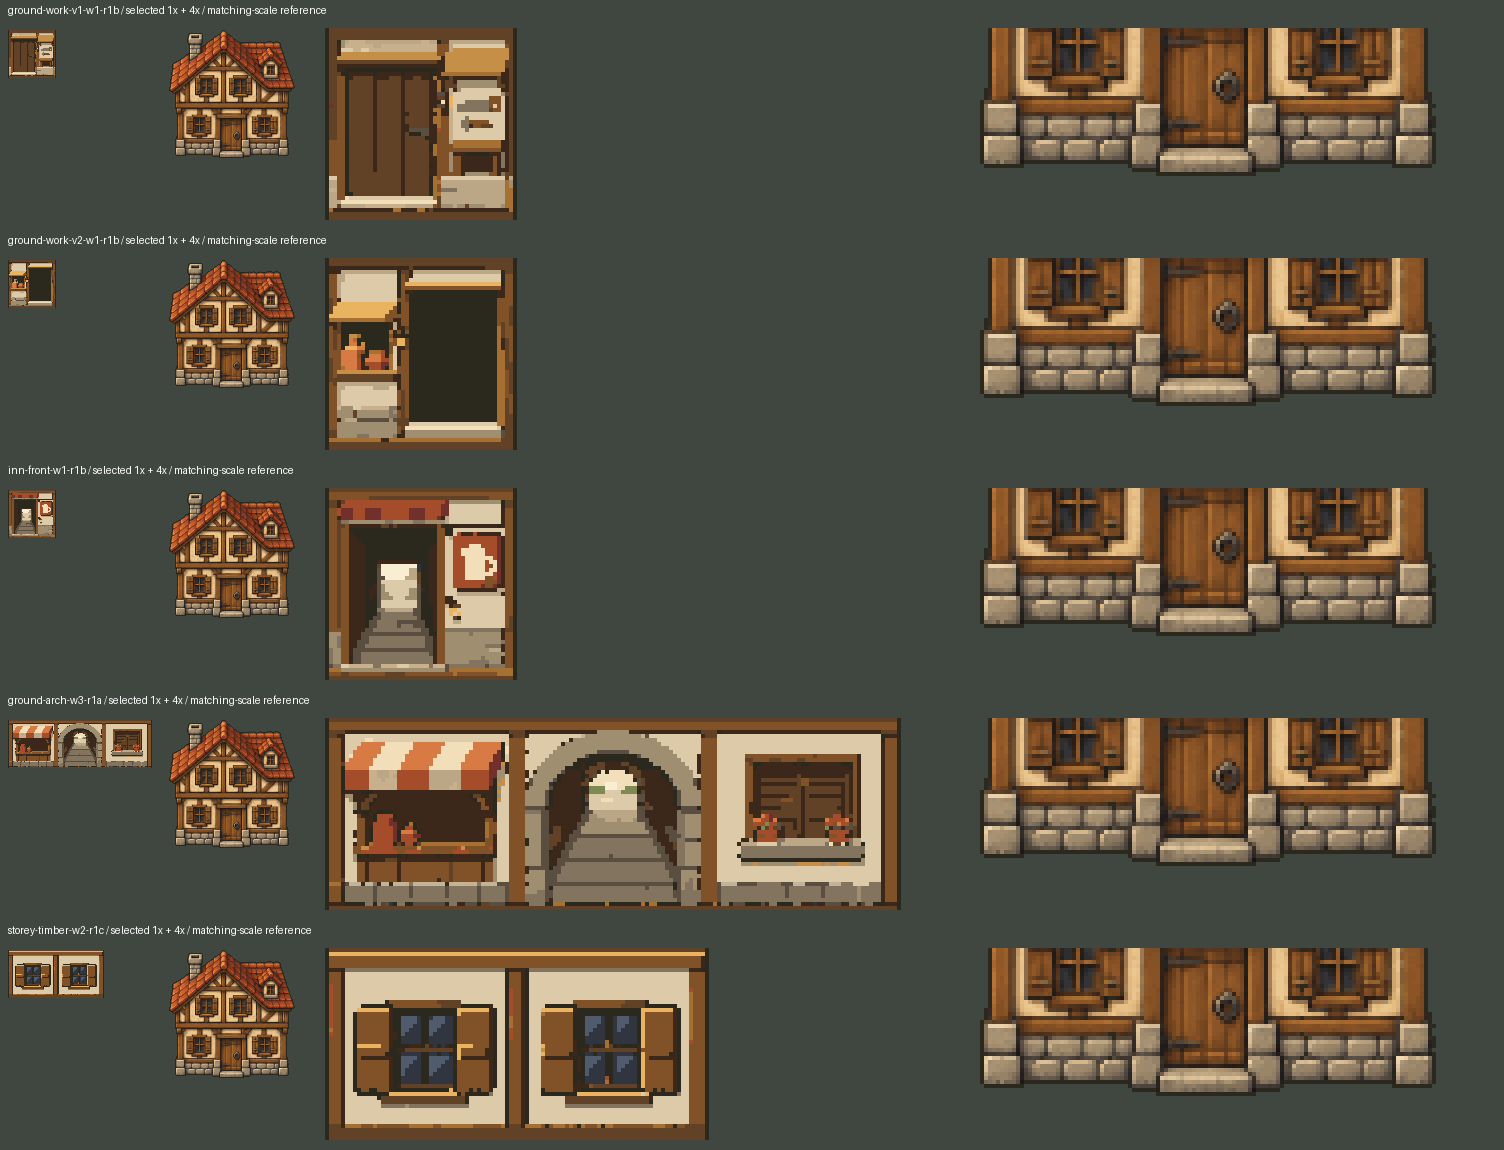 ground-work-v1-w1-r1b / selected 1x + 4x / matching-scale reference
ground-work-v2-w1-r1b / selected 1x + 4x / matching-scale reference
inn-front-w1-r1b / selected 1x + 4x / matching-scale reference
ground-arch-w3-r1a / selected 1x + 4x / matching-scale reference
storey-timber-w2-r1c / selected 1x + 4x / matching-scale reference